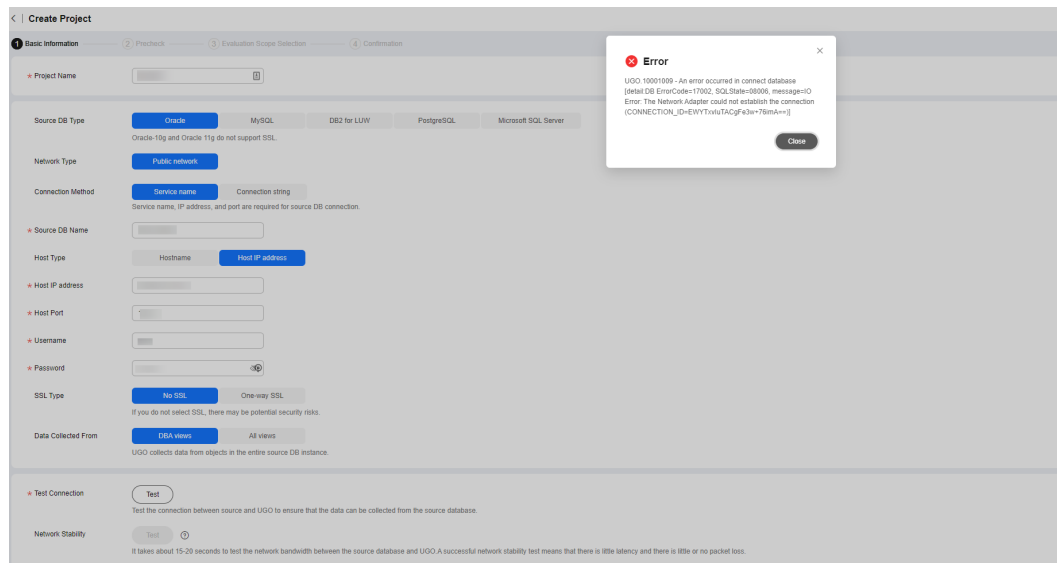 < | Create Project
1 Basic Information 2 Precheck 3 Evaluation Scope Selection 4 Confirmation
Error
UGO.10001009 - An error occurred in connect database
[detail:DB ErrorCode=17002, SQLState=08006, message=IO
Error: The Network Adapter could not establish the connection
(CONNECTION_ID=EWYTxvluTACgFe3w+76imA==)]
Close
* Project Name
Source DB Type Oracle MySQL DB2 for LUW PostgreSQL Microsoft SQL Server
Oracle-10g and Oracle 11g do not support SSL.
Network Type Public network
Connection Method Service name Connection string
Service name, IP address, and port are required for source DB connection.
* Source DB Name
Host Type Hostname Host IP address
* Host IP address
* Host Port
* Username
* Password
SSL Type No SSL One-way SSL
If you do not select SSL, there may be potential security risks.
Data Collected From DBA views All views
UGO collects data from objects in the entire source DB instance.
* Test Connection Test
Test the connection between source and UGO to ensure that the data can be collected from the source database.
Network Stability Test
It takes about 15-20 seconds to test the network bandwidth between the source database and UGO.A successful network stability test means that there is little latency and there is little or no packet loss.